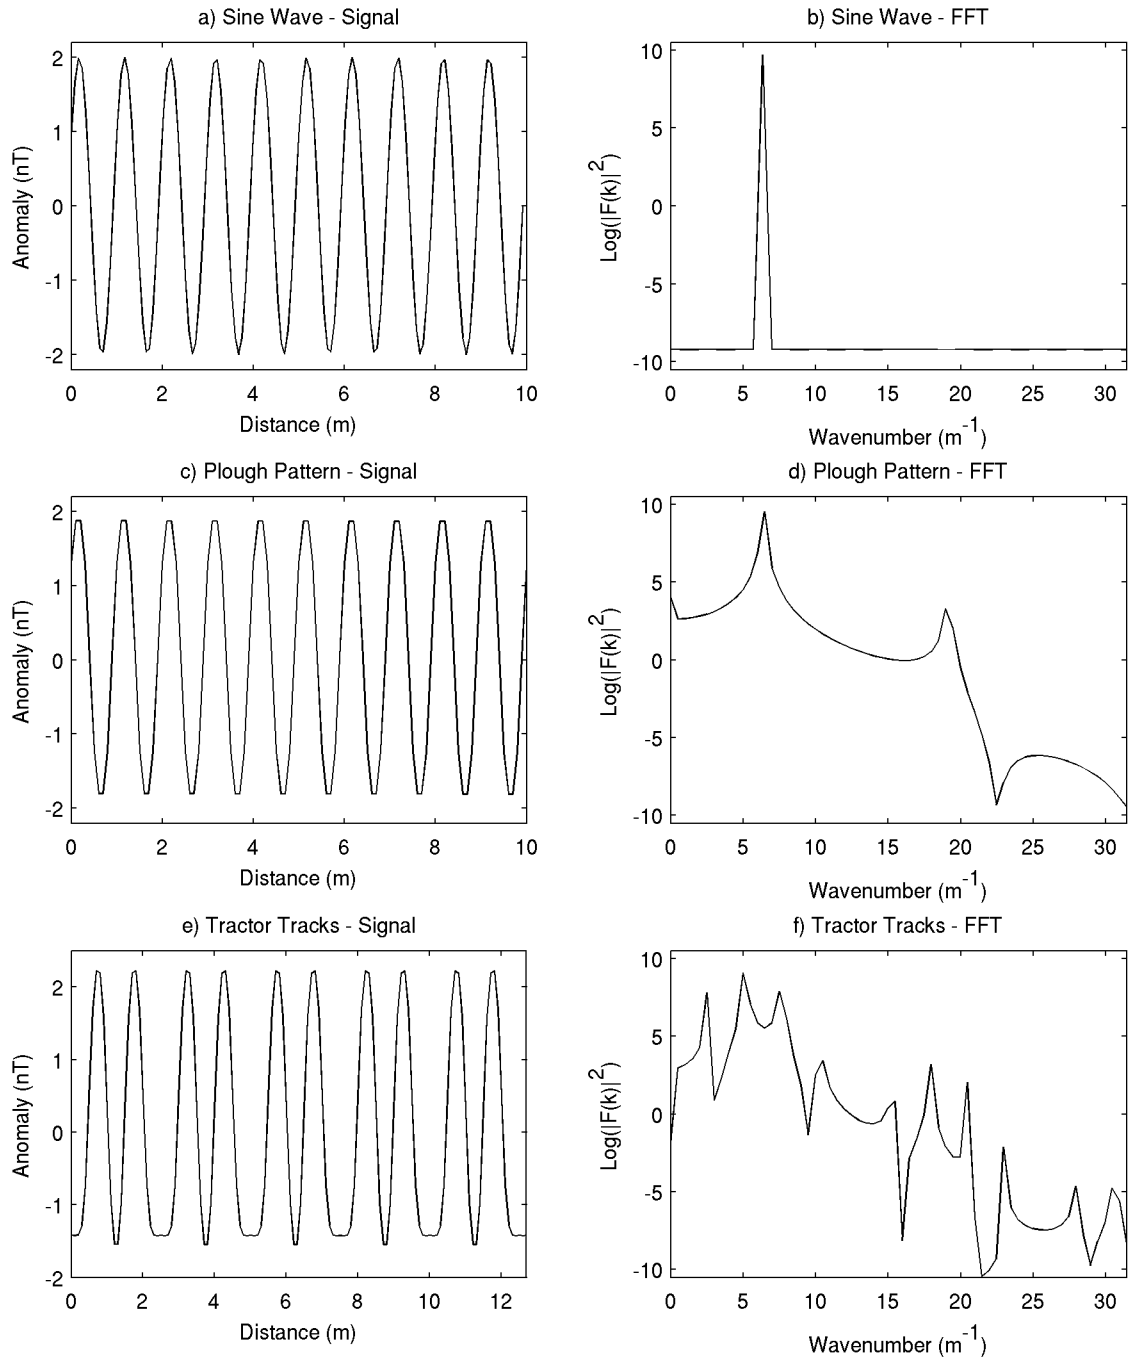 a) Sine Wave - Signal
2
1
0
-1
-2
Anomaly (nT)
0 2 4 6 8 10
Distance (m)
b) Sine Wave - FFT
10
5
0
-5
-10
Log(|F(k)|²)
0 5 10 15 20 25 30
Wavenumber (m⁻¹)
c) Plough Pattern - Signal
2
1
0
-1
-2
Anomaly (nT)
0 2 4 6 8 10
Distance (m)
d) Plough Pattern - FFT
10
5
0
-5
-10
Log(|F(k)|²)
0 5 10 15 20 25 30
Wavenumber (m⁻¹)
e) Tractor Tracks - Signal
2
1
0
-1
-2
Anomaly (nT)
0 2 4 6 8 10 12
Distance (m)
f) Tractor Tracks - FFT
10
5
0
-5
-10
Log(|F(k)|²)
0 5 10 15 20 25 30
Wavenumber (m⁻¹)